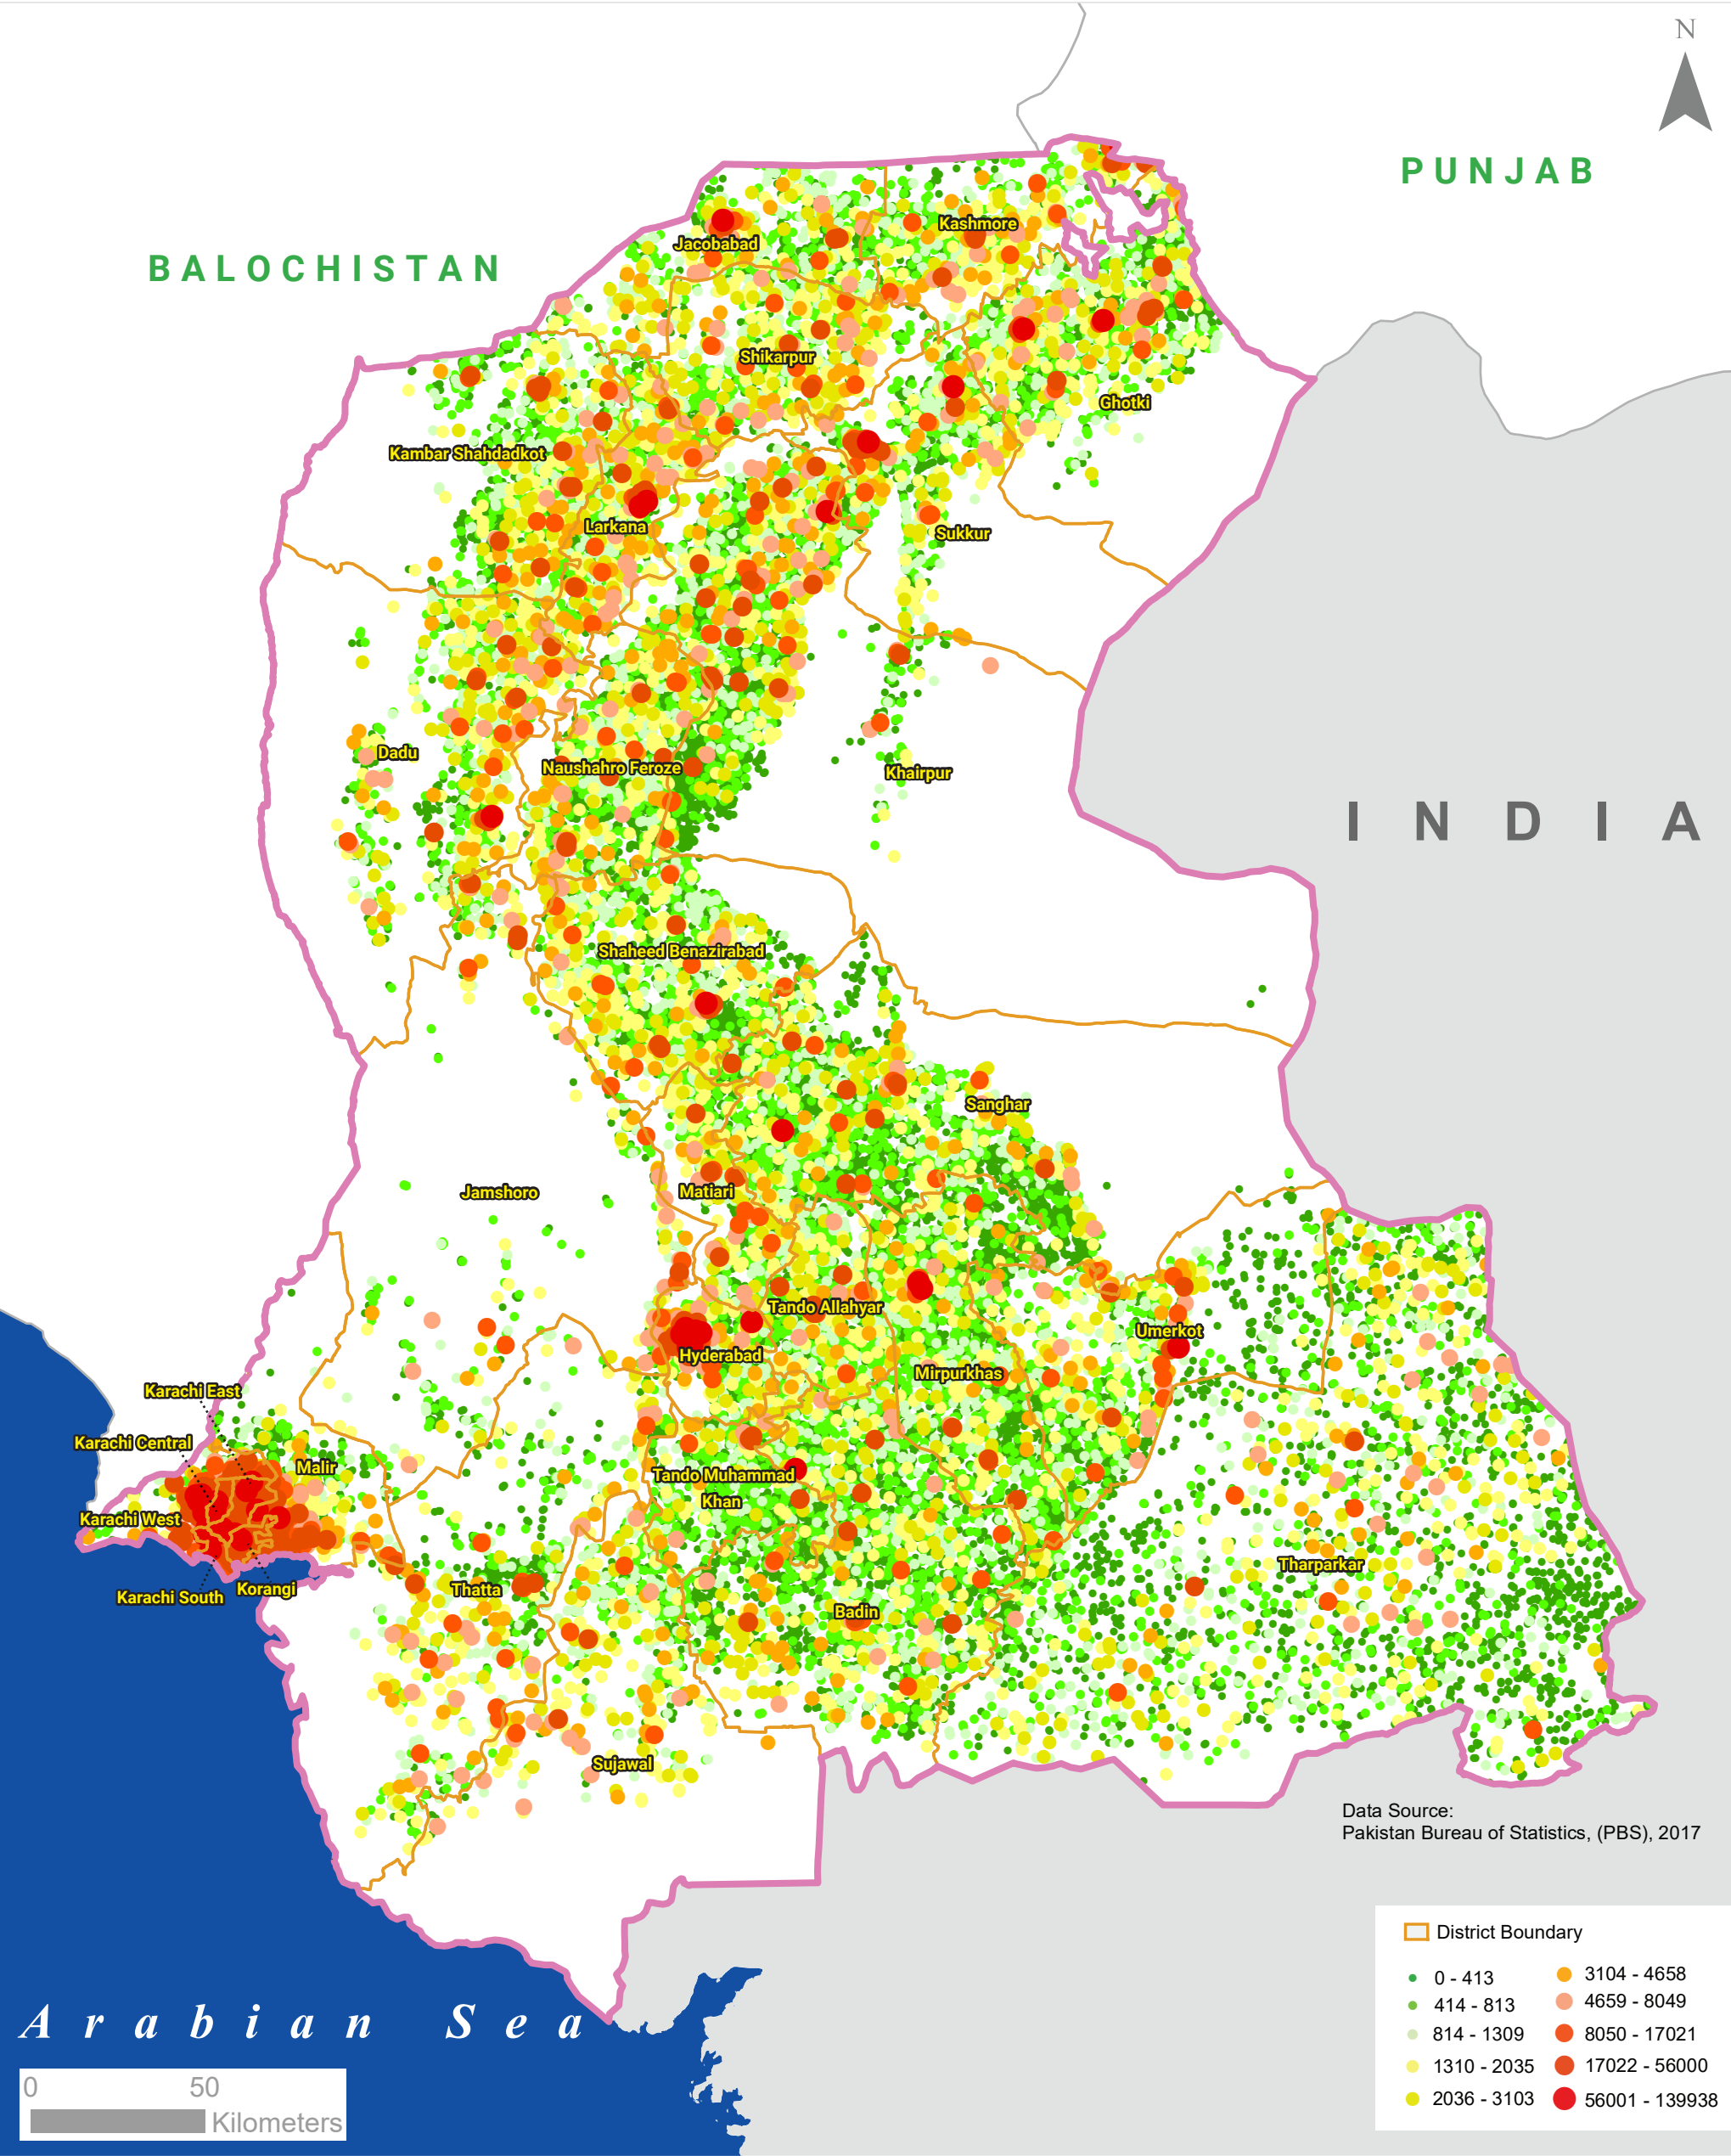 N
PUNJAB
BALOCHISTAN
Kashmore
Jacobabad
Shikarpur
Ghotki
Kambar Shahdadkot
Larkana
Sukkur
Dadu
Naushahro Feroze
Khairpur
INDIA
Shaheed Benazirabad
Sanghar
Jamshoro
Matiari
Tando Allahyar
Umerkot
Hyderabad
Mirpurkhas
Karachi East
Karachi Central
Malir
Tando Muhammad
Khan
Karachi West
Tharparkar
Thatta
Korangi
Karachi South
Badin
Sujawal
Data Source:
Pakistan Bureau of Statistics, (PBS), 2017
District Boundary
0 - 413
414 - 813
814 - 1309
1310 - 2035
2036 - 3103
3104 - 4658
4659 - 8049
8050 - 17021
17022 - 56000
56001 - 139938
Arabian Sea
0 50
Kilometers